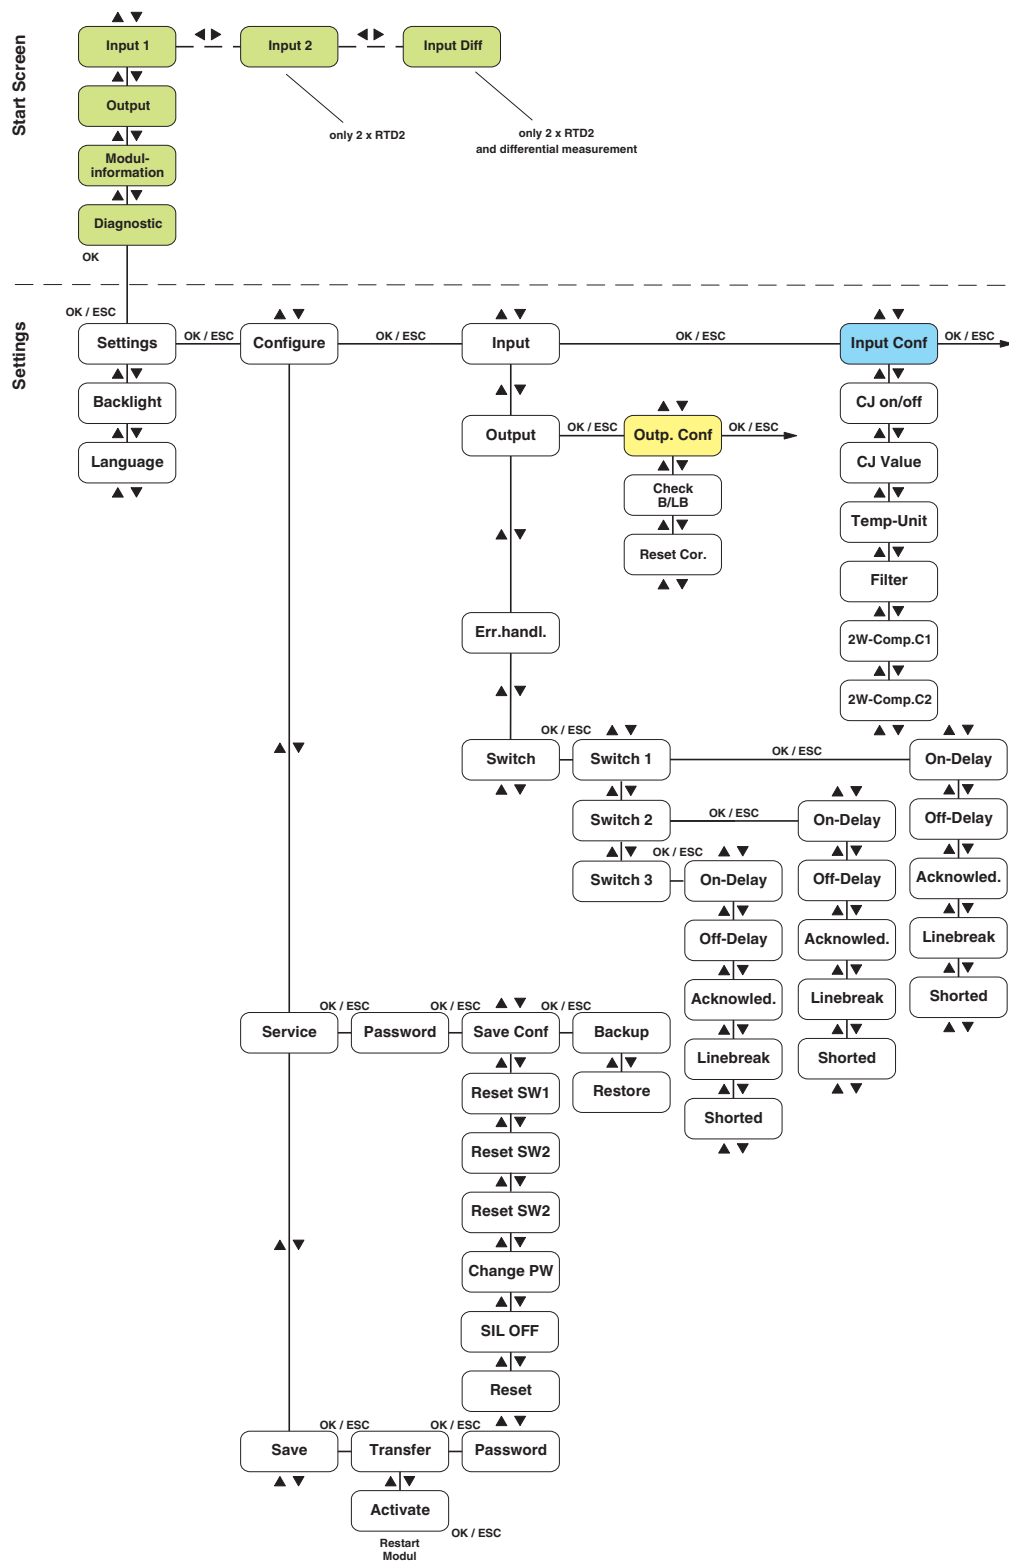 Start Screen
Input 1
Input 2
Input Diff
only 2 x RTD2
only 2 x RTD2
and differential measurement
Output
Modul-
information
Diagnostic
OK
Settings
OK / ESC
Settings
OK / ESC
Configure
OK / ESC
Input
OK / ESC
Input Conf
OK / ESC
Backlight
Language
Output
OK / ESC
Outp. Conf
OK / ESC
Check
B/LB
Reset Cor.
CJ on/off
CJ Value
Temp-Unit
Filter
2W-Comp.C1
2W-Comp.C2
Err.handl.
Switch
OK / ESC
Switch 1
OK / ESC
On-Delay
Off-Delay
Acknowled.
Linebreak
Shorted
Switch 2
OK / ESC
On-Delay
Off-Delay
Acknowled.
Linebreak
Shorted
Switch 3
OK / ESC
On-Delay
Off-Delay
Acknowled.
Linebreak
Shorted
Service
OK / ESC
Password
OK / ESC
Save Conf
OK / ESC
Backup
Restore
Reset SW1
Reset SW2
Reset SW2
Change PW
SIL OFF
Reset
Save
OK / ESC
Transfer
OK / ESC
Password
Activate
OK / ESC
Restart
Modul